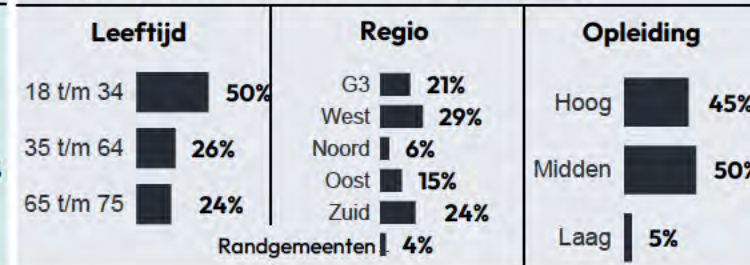 Leeftijd
18 t/m 34 50%
35 t/m 64 26%
65 t/m 75 24%
Regio
G3 21%
West 29%
Noord 6%
Oost 15%
Zuid 24%
Randgemeenten 4%
Opleiding
Hoog 45%
Midden 50%
Laag 5%